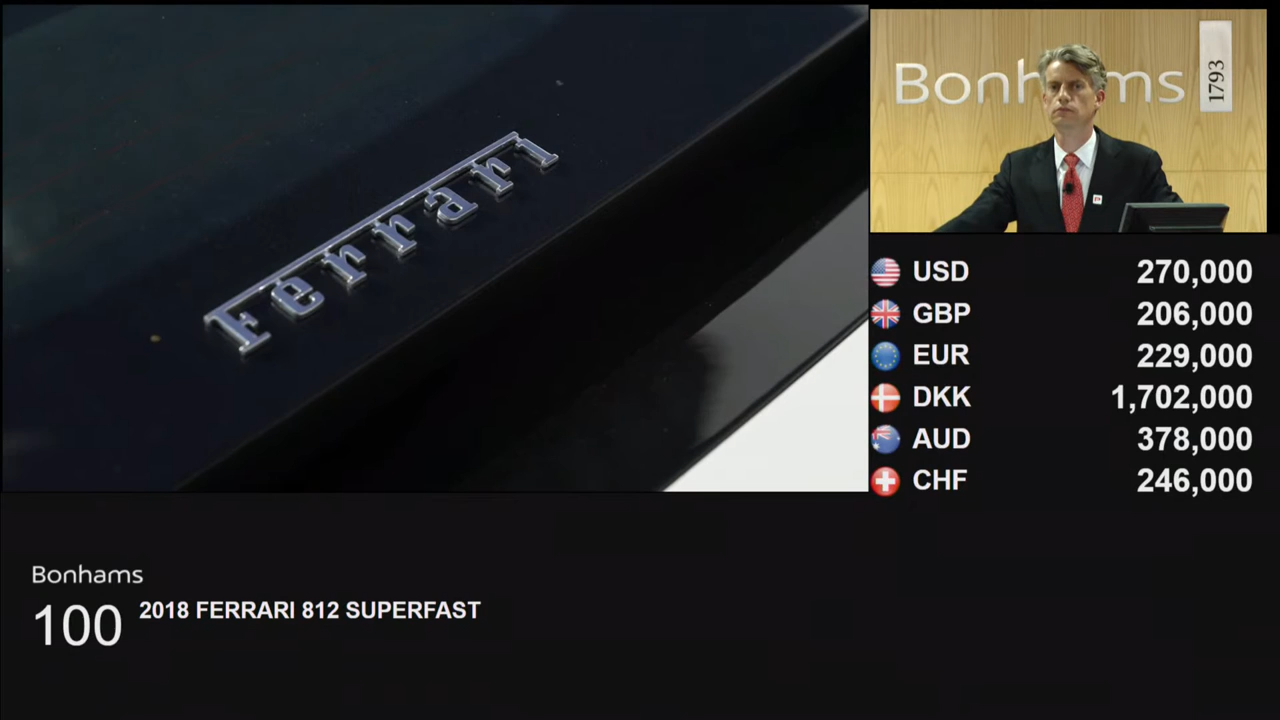 Ferrari
Bonhams
1793
USD 270,000
GBP 206,000
EUR 229,000
DKK 1,702,000
AUD 378,000
CHF 246,000
Bonhams
100 2018 FERRARI 812 SUPERFAST